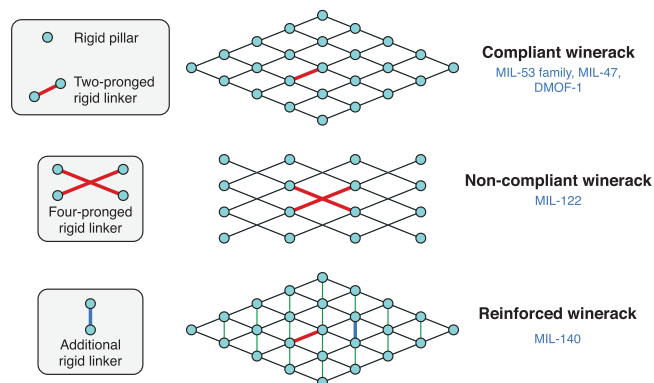 Rigid pillar
Two-pronged
rigid linker
Compliant winerack
MIL-53 family, MIL-47,
DMOF-1
Four-pronged
rigid linker
Non-compliant winerack
MIL-122
Additional
rigid linker
Reinforced winerack
MIL-140